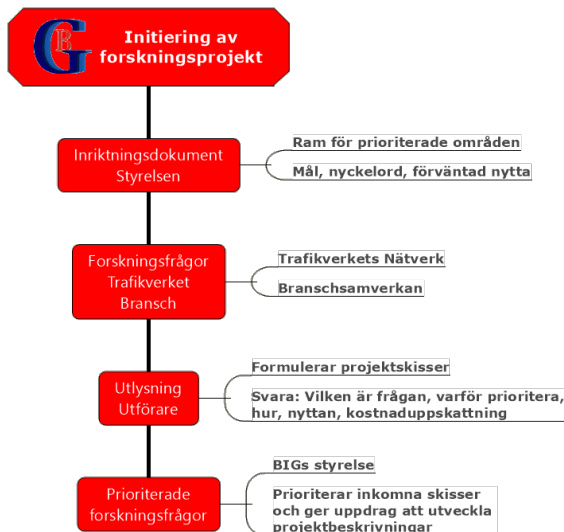 BIG
Initiering av
forskningsprojekt
Inriktningsdokument
Styrelsen
Ram för prioriterade områden
Mål, nyckelord, förväntad nytta
Forskningsfrågor
Trafikverket
Bransch
Trafikverkets Nätverk
Branschsamverkan
Utlysning
Utförare
Formulerar projektskisser
Svara: Vilken är frågan, varför prioritera,
hur, nyttan, kostnaduppskattning
Prioriterade
forskningsfrågor
BIGs styrelse
Prioriterar inkomna skisser
och ger uppdrag att utveckla
projektbeskrivningar